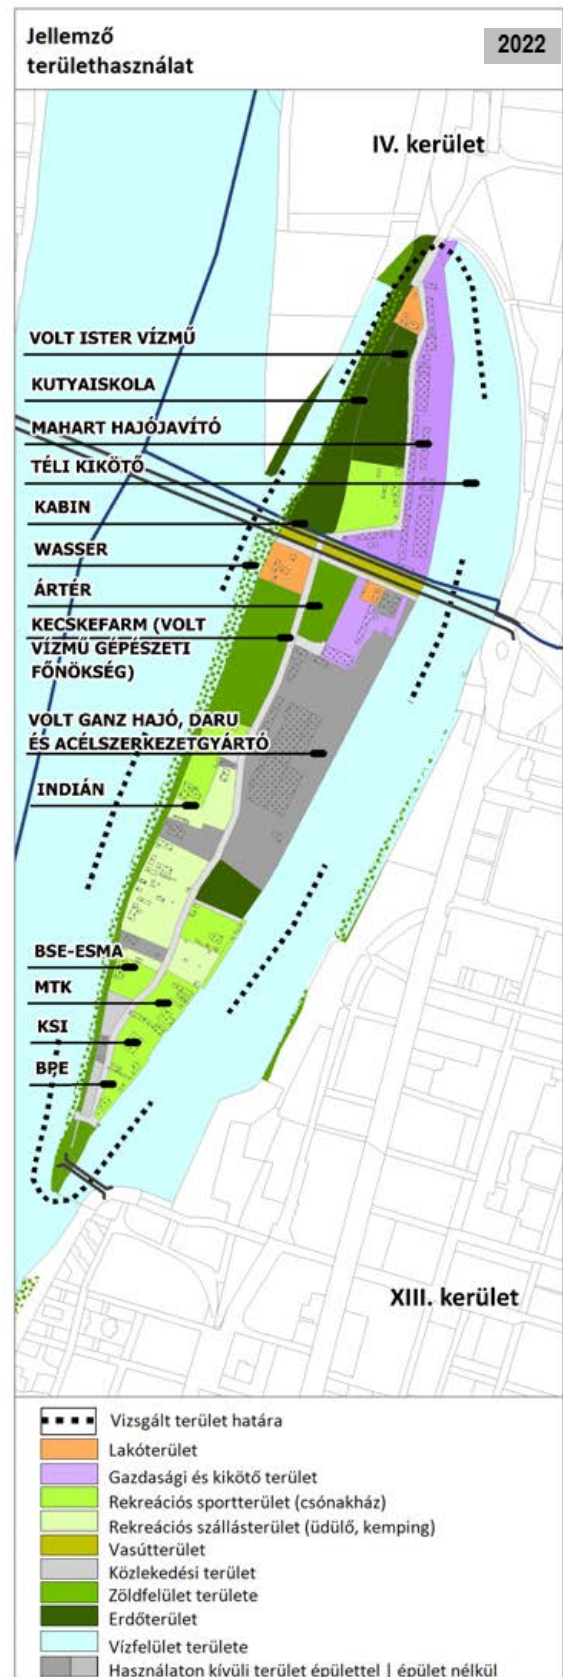 Jellemző
területhasználat
2022
IV. kerület
VOLT ISTER VÍZMŰ
KUTYAISKOLA
MAHART HAJÓJAVÍTÓ
TÉLI KIKÖTŐ
KABIN
WASSER
ÁRTÉR
KECSKEFARM (VOLT
VÍZMŰ GÉPÉSZETI
FŐNÖKSÉG)
VOLT GANZ HAJÓ, DARU
ÉS ACÉLSZERKEZETGYÁRTÓ
INDIÁN
BSE-ESMA
MTK
KSI
BPE
XIII. kerület
Vizsgált terület határa
Lakóterület
Gazdasági és kikötő terület
Rekreációs sportterület (csónakház)
Rekreációs szállásterület (üdülő, kemping)
Vasútterület
Közlekedési terület
Zöldfelület területe
Erdőterület
Vízfelület területe
Használaton kívüli terület épülettel | épület nélkül